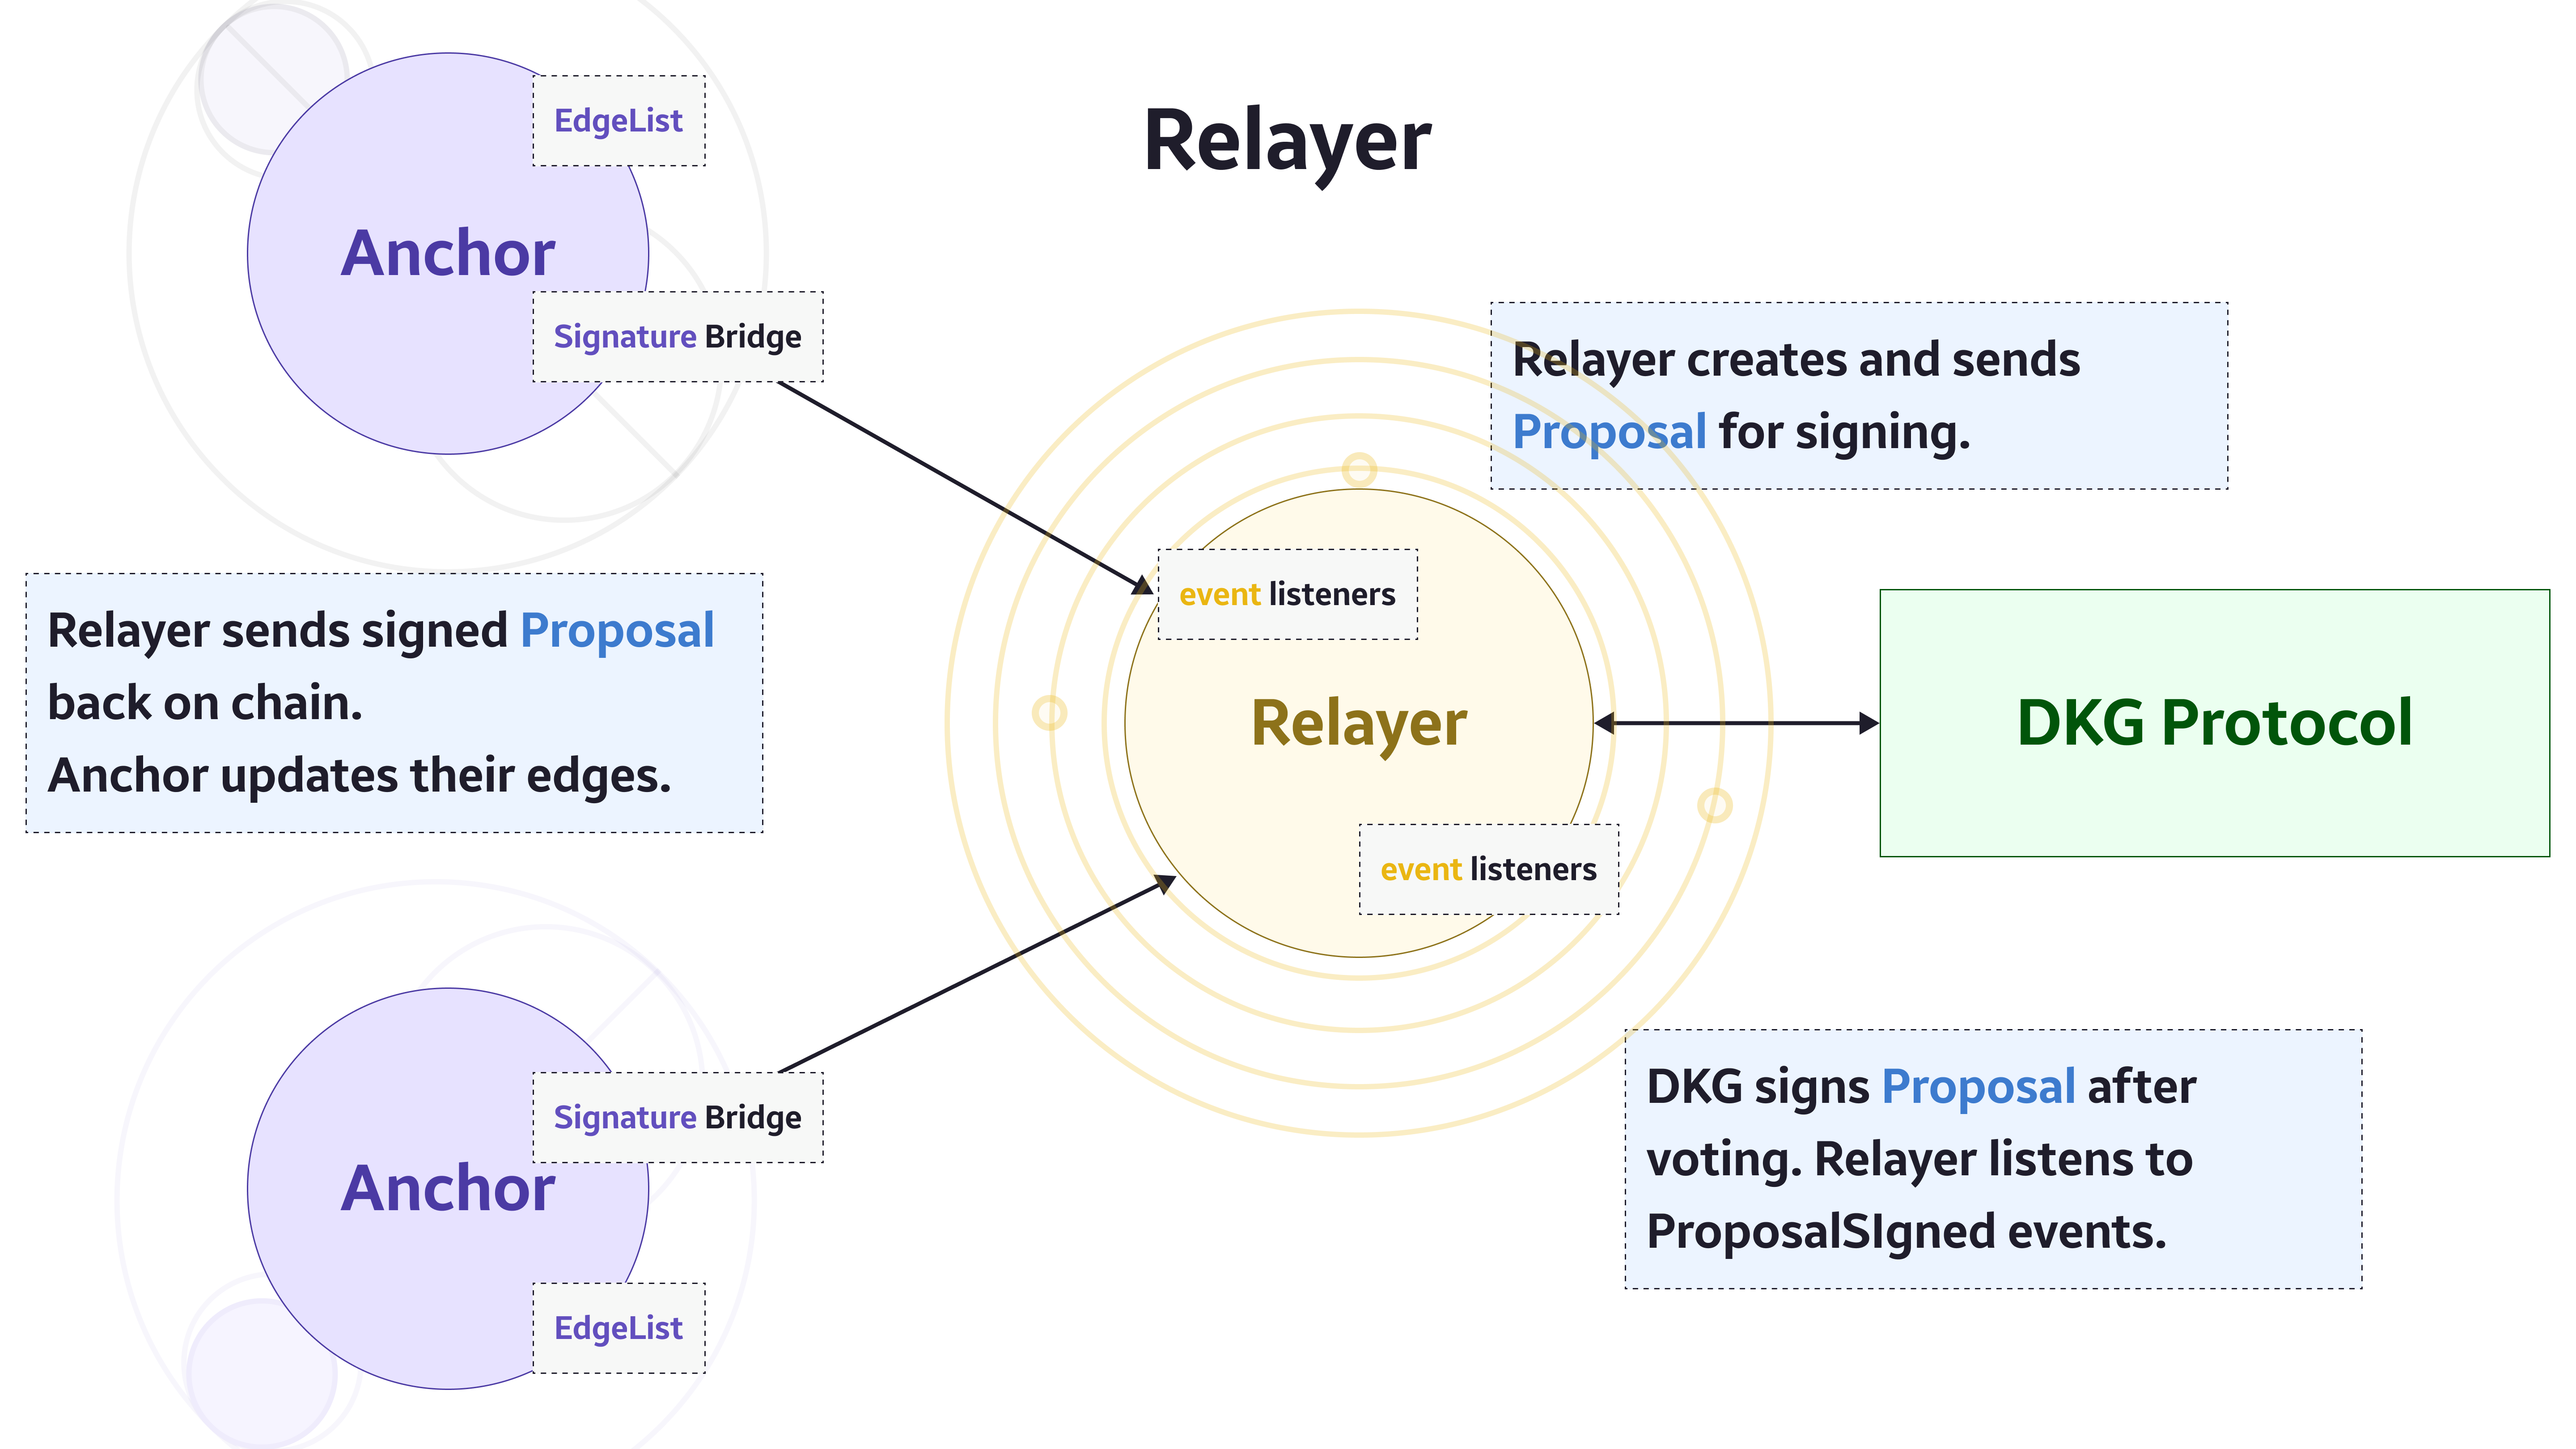 Relayer
EdgeList
Anchor
Signature Bridge
Relayer creates and sends
Proposal for signing.
event listeners
Relayer sends signed Proposal
back on chain.
Anchor updates their edges.
Relayer
DKG Protocol
event listeners
DKG signs Proposal after
voting. Relayer listens to
ProposalSIgned events.
Signature Bridge
Anchor
EdgeList